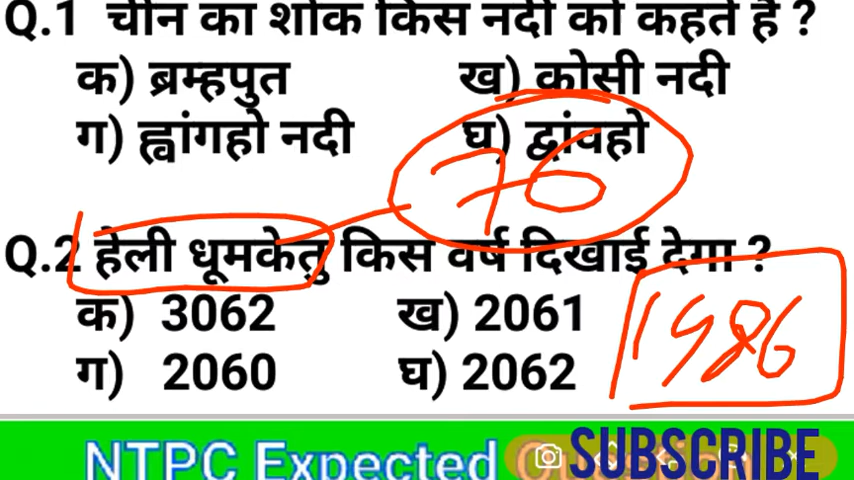 Q.1 चीन का शोक किस नदी को कहते है ?
क) ब्रम्हपुत ख) कोसी नदी
ग) ह्वांगहो नदी घ) द्वांवहो
76
Q.2 हेली धूमकेतु किस वर्ष दिखाई देगा ?
क) 3062 ख) 2061
ग) 2060 घ) 2062
1986
NTPC Expected
SUBSCRIBE